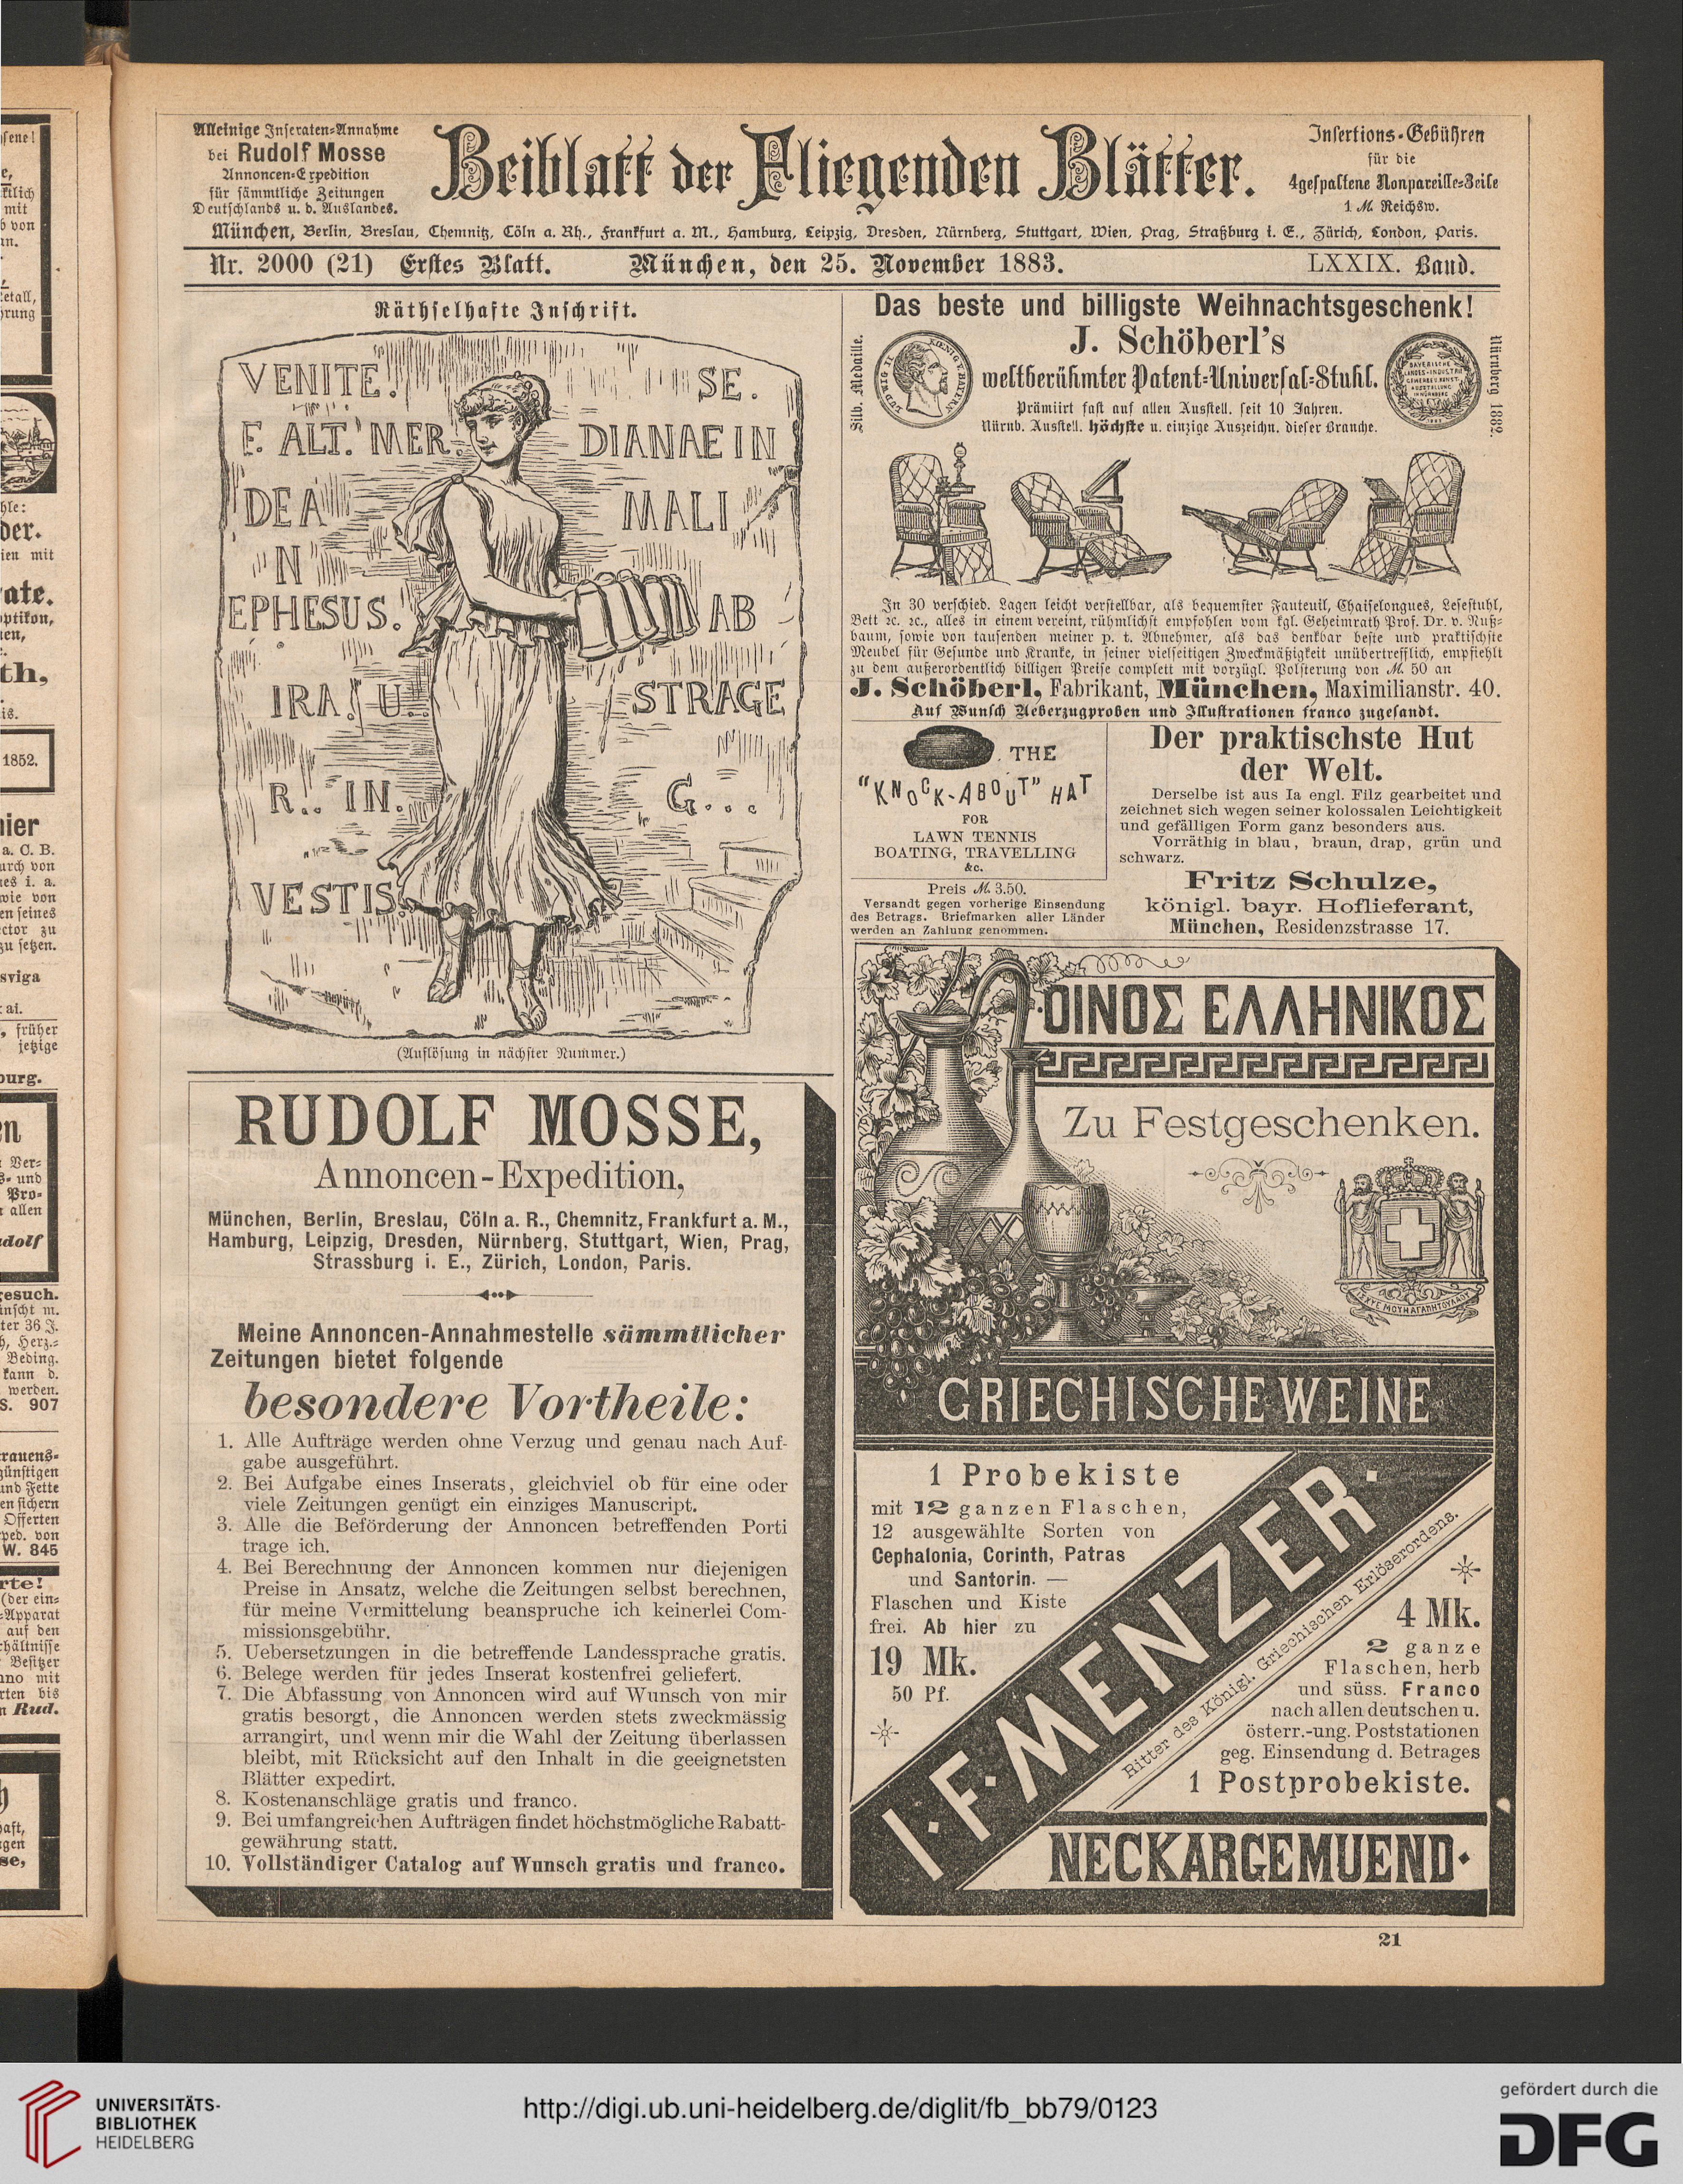 Alleinige Inseraten-Annahme
bei Rudolf Mosse
Annoncen-Expedition
für sämmtliche Zeitungen
Deutschlands u. d. Auslandes.
Beiblatt der Fliegenden Blätter.
Insertions-Gebühren
für die
4gespaltene Nonpareille-Zeile
1 M. Reichsw.
München, Berlin, Breslau, Chemnitz, Cöln a. Rh., Frankfurt a. M., Hamburg, Leipzig, Dresden, Nürnberg, Stuttgart, Wien, Prag, Straßburg i. E., Zürich, London, Paris.
Nr. 2000 (21) Erstes Blatt. München, den 25. November 1883. LXXIX. Band.
Räthselhafte Inschrift.
VENITE. SE.
F. ALT. MER. DIANAE IN
DEA MALI
N
EPHESUS. AB
IRA. U. STRAGE
R.. IN. G...
VESTIS
(Auflösung in nächster Nummer.)
RUDOLF MOSSE,
Annoncen-Expedition,
München, Berlin, Breslau, Cöln a. R., Chemnitz, Frankfurt a. M.,
Hamburg, Leipzig, Dresden, Nürnberg, Stuttgart, Wien, Prag,
Strassburg i. E., Zürich, London, Paris.
Meine Annoncen-Annahmestelle sämmtlicher
Zeitungen bietet folgende
besondere Vortheile:
1. Alle Aufträge werden ohne Verzug und genau nach Auf-
gabe ausgeführt.
2. Bei Aufgabe eines Inserats, gleichviel ob für eine oder
viele Zeitungen genügt ein einziges Manuscript.
3. Alle die Beförderung der Annoncen betreffenden Porti
trage ich.
4. Bei Berechnung der Annoncen kommen nur diejenigen
Preise in Ansatz, welche die Zeitungen selbst berechnen,
für meine Vermittelung beanspruche ich keinerlei Com-
missionsgebühr.
5. Uebersetzungen in die betreffende Landessprache gratis.
6. Belege werden für jedes Inserat kostenfrei geliefert.
7. Die Abfassung von Annoncen wird auf Wunsch von mir
gratis besorgt, die Annoncen werden stets zweckmässig
arrangirt, und wenn mir die Wahl der Zeitung überlassen
bleibt, mit Rücksicht auf den Inhalt in die geeignetsten
Blätter expedirt.
8. Kostenanschläge gratis und franco.
9. Bei umfangreichen Aufträgen findet höchstmögliche Rabatt-
gewährung statt.
10. Vollständiger Catalog auf Wunsch gratis und franco.
Das beste und billigste Weihnachtsgeschenk!
Silb. Medaille.
LUDWIG II KOENIG V. BAYERN
J. Schöberl's
weltberühmter Patent-Universal-Stuhl.
Prämiirt fast auf allen Ausstell. seit 10 Jahren.
Nürnb. Ausstell. höchste u. einzige Auszeichn. dieser Branche.
BAYERISCHE
LANDES-INDUSTRIE
GEWERBE U. KUNST
AUSSTELLUNG
IN NÜRNBERG
1882
Nürnberg 1882.
In 30 verschied. Lagen leicht verstellbar, als bequemster Fauteuil, Chaiselongues, Lesestuhl,
Bett ꝛc. ꝛc., alles in einem vereint, rühmlichst empfohlen vom kgl. Geheimrath Prof. Dr. v. Nuß-
baum, sowie von tausenden meiner p. t. Abnehmer, als das denkbar beste und praktischste
Meubel für Gesunde und Kranke, in seiner vielseitigen Zweckmäßigkeit unübertrefflich, empfiehlt
zu dem außerordentlich billigen Preise complett mit vorzügl. Polsterung von M. 50 an
J. Schöberl, Fabrikant, München, Maximilianstr. 40.
Auf Wunsch Ueberzugproben und Illustrationen franco zugesandt.
THE
"KNOCK-ABOUT" HAT
FOR
LAWN TENNIS
BOATING, TRAVELLING
&c.
Preis M. 3.50.
Versandt gegen vorherige Einsendung
des Betrags. Briefmarken aller Länder
werden an Zahlung genommen.
Der praktischste Hut
der Welt.
Derselbe ist aus Ia engl. Filz gearbeitet und
zeichnet sich wegen seiner kolossalen Leichtigkeit
und gefälligen Form ganz besonders aus.
Vorräthig in blau, braun, drap, grün und
schwarz.
Fritz Schulze,
königl. bayr. Hoflieferant,
München, Residenzstrasse 17.
ΟΙΝΟΣ ΕΛΛΗΝΙΚΟΣ
Zu Festgeschenken.
GRIECHISCHE WEINE
1 Probekiste
mit 12 ganzen Flaschen,
12 ausgewählte Sorten von
Cephalonia, Corinth, Patras
und Santorin. —
Flaschen und Kiste
frei. Ab hier zu
19 Mk.
50 Pf.
I. F. MENZER.
Ritter des Königl. Griechischen Erlöserordens.
4 Mk.
2 ganze
Flaschen, herb
und süss. Franco
nach allen deutschen u.
österr.-ung. Poststationen
geg. Einsendung d. Betrages
1 Postprobekiste.
NECKARGEMUEND.
21
1852.
sviga
S. 907
W. 845
UNIVERSITÄTS-
BIBLIOTHEK
HEIDELBERG
http://digi.ub.uni-heidelberg.de/diglit/fb_bb79/0123
gefördert durch die
DFG